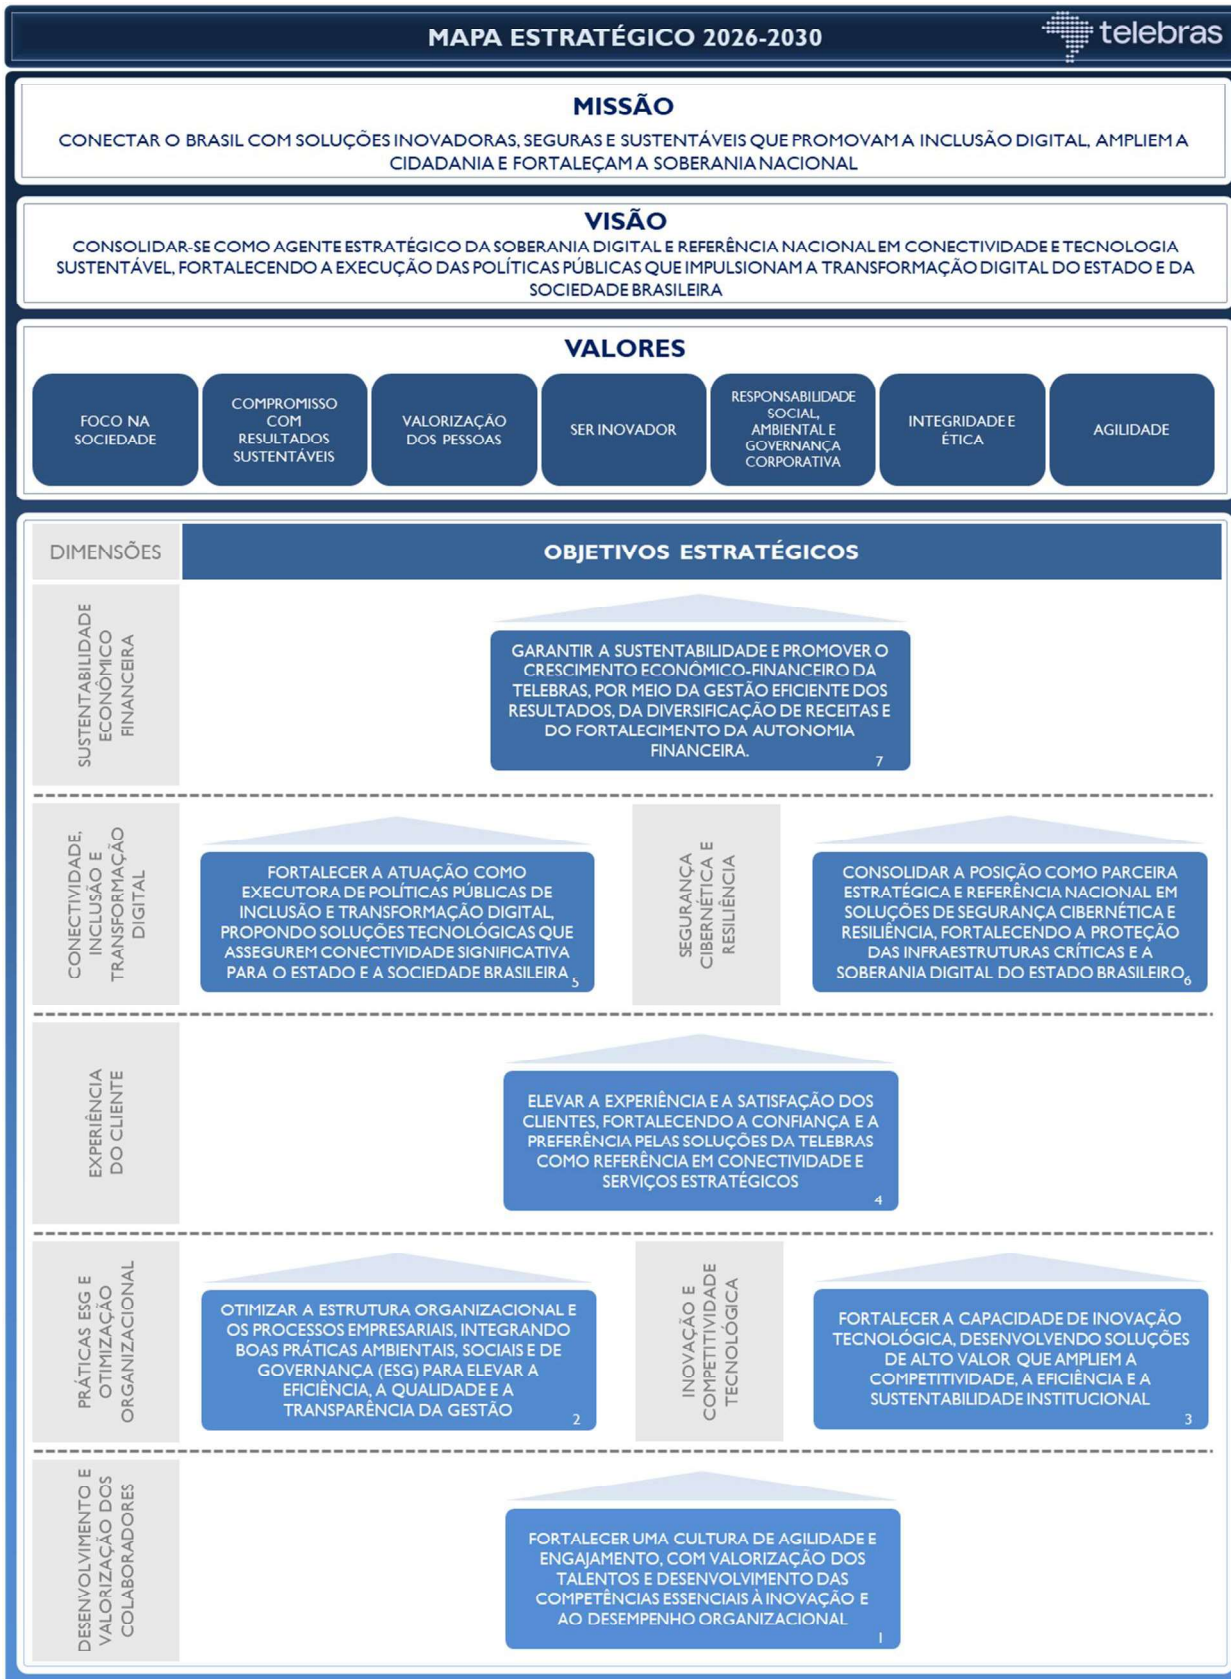 MAPA ESTRATÉGICO 2026-2030
telebras
MISSÃO
CONECTAR O BRASIL COM SOLUÇÕES INOVADORAS, SEGURAS E SUSTENTÁVEIS QUE PROMOVAM A INCLUSÃO DIGITAL, AMPLIEM A
CIDADANIA E FORTALEÇAM A SOBERANIA NACIONAL
VISÃO
CONSOLIDAR-SE COMO AGENTE ESTRATÉGICO DA SOBERANIA DIGITAL E REFERÊNCIA NACIONAL EM CONECTIVIDADE E TECNOLOGIA
SUSTENTÁVEL, FORTALECENDO A EXECUÇÃO DAS POLÍTICAS PÚBLICAS QUE IMPULSIONAM A TRANSFORMAÇÃO DIGITAL DO ESTADO E DA
SOCIEDADE BRASILEIRA
VALORES
FOCO NA
SOCIEDADE
COMPROMISSO
COM
RESULTADOS
SUSTENTÁVEIS
VALORIZAÇÃO
DOS PESSOAS
SER INOVADOR
RESPONSABILIDADE
SOCIAL,
AMBIENTAL E
GOVERNANÇA
CORPORATIVA
INTEGRIDADE E
ÉTICA
AGILIDADE
DIMENSÕES
OBJETIVOS ESTRATÉGICOS
SUSTENTABILIDADE
ECONÔMICO
FINANCEIRA
GARANTIR A SUSTENTABILIDADE E PROMOVER O
CRESCIMENTO ECONÔMICO-FINANCEIRO DA
TELEBRAS, POR MEIO DA GESTÃO EFICIENTE DOS
RESULTADOS, DA DIVERSIFICAÇÃO DE RECEITAS E
DO FORTALECIMENTO DA AUTONOMIA
FINANCEIRA.
7
CONECTIVIDADE,
INCLUSÃO E
TRANSFORMAÇÃO
DIGITAL
FORTALECER A ATUAÇÃO COMO
EXECUTORA DE POLÍTICAS PÚBLICAS DE
INCLUSÃO E TRANSFORMAÇÃO DIGITAL,
PROPONDO SOLUÇÕES TECNOLÓGICAS QUE
ASSEGUREM CONECTIVIDADE SIGNIFICATIVA
PARA O ESTADO E A SOCIEDADE BRASILEIRA
5
SEGURANÇA
CIBERNÉTICA E
RESILIÊNCIA
CONSOLIDAR A POSIÇÃO COMO PARCEIRA
ESTRATÉGICA E REFERÊNCIA NACIONAL EM
SOLUÇÕES DE SEGURANÇA CIBERNÉTICA E
RESILIÊNCIA, FORTALECENDO A PROTEÇÃO
DAS INFRAESTRUTURAS CRÍTICAS E A
SOBERANIA DIGITAL DO ESTADO BRASILEIRO
6
EXPERIÊNCIA
DO CLIENTE
ELEVAR A EXPERIÊNCIA E A SATISFAÇÃO DOS
CLIENTES, FORTALECENDO A CONFIANÇA E A
PREFERÊNCIA PELAS SOLUÇÕES DA TELEBRAS
COMO REFERÊNCIA EM CONECTIVIDADE E
SERVIÇOS ESTRATÉGICOS
4
PRÁTICAS ESG E
OTIMIZAÇÃO
ORGANIZACIONAL
OTIMIZAR A ESTRUTURA ORGANIZACIONAL E
OS PROCESSOS EMPRESARIAIS, INTEGRANDO
BOAS PRÁTICAS AMBIENTAIS, SOCIAIS E DE
GOVERNANÇA (ESG) PARA ELEVAR A
EFICIÊNCIA, A QUALIDADE E A
TRANSPARÊNCIA DA GESTÃO
2
INOVAÇÃO E
COMPETITIVIDADE
TECNOLÓGICA
FORTALECER A CAPACIDADE DE INOVAÇÃO
TECNOLÓGICA, DESENVOLVENDO SOLUÇÕES
DE ALTO VALOR QUE AMPLIEM A
COMPETITIVIDADE, A EFICIÊNCIA E A
SUSTENTABILIDADE INSTITUCIONAL
3
DESENVOLVIMENTO E
VALORIZAÇÃO DOS
COLABORADORES
FORTALECER UMA CULTURA DE AGILIDADE E
ENGAJAMENTO, COM VALORIZAÇÃO DOS
TALENTOS E DESENVOLVIMENTO DAS
COMPETÊNCIAS ESSENCIAIS À INOVAÇÃO E
AO DESEMPENHO ORGANIZACIONAL
1